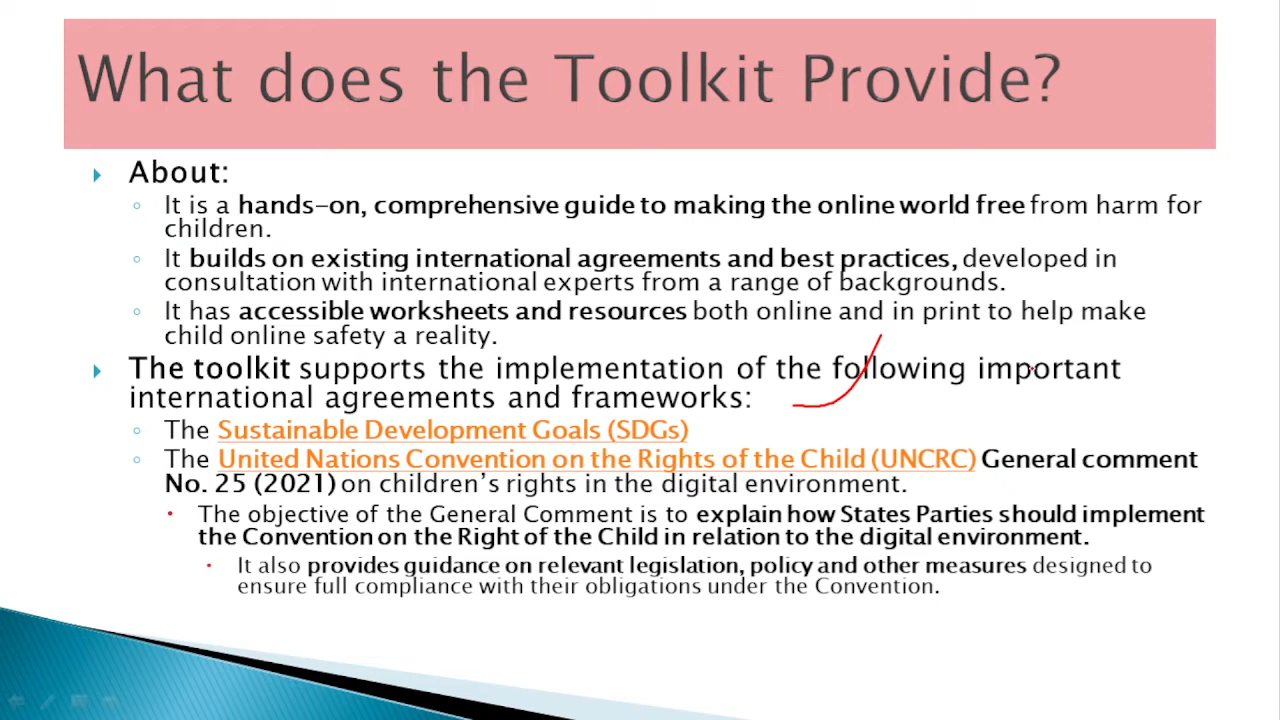 What does the Toolkit Provide?
About:
It is a hands-on, comprehensive guide to making the online world free from harm for
children.
It builds on existing international agreements and best practices, developed in
consultation with international experts from a range of backgrounds.
It has accessible worksheets and resources both online and in print to help make
child online safety a reality.
The toolkit supports the implementation of the following important
international agreements and frameworks:
The Sustainable Development Goals (SDGs)
The United Nations Convention on the Rights of the Child (UNCRC) General comment
No. 25 (2021) on children’s rights in the digital environment.
The objective of the General Comment is to explain how States Parties should implement
the Convention on the Right of the Child in relation to the digital environment.
It also provides guidance on relevant legislation, policy and other measures designed to
ensure full compliance with their obligations under the Convention.